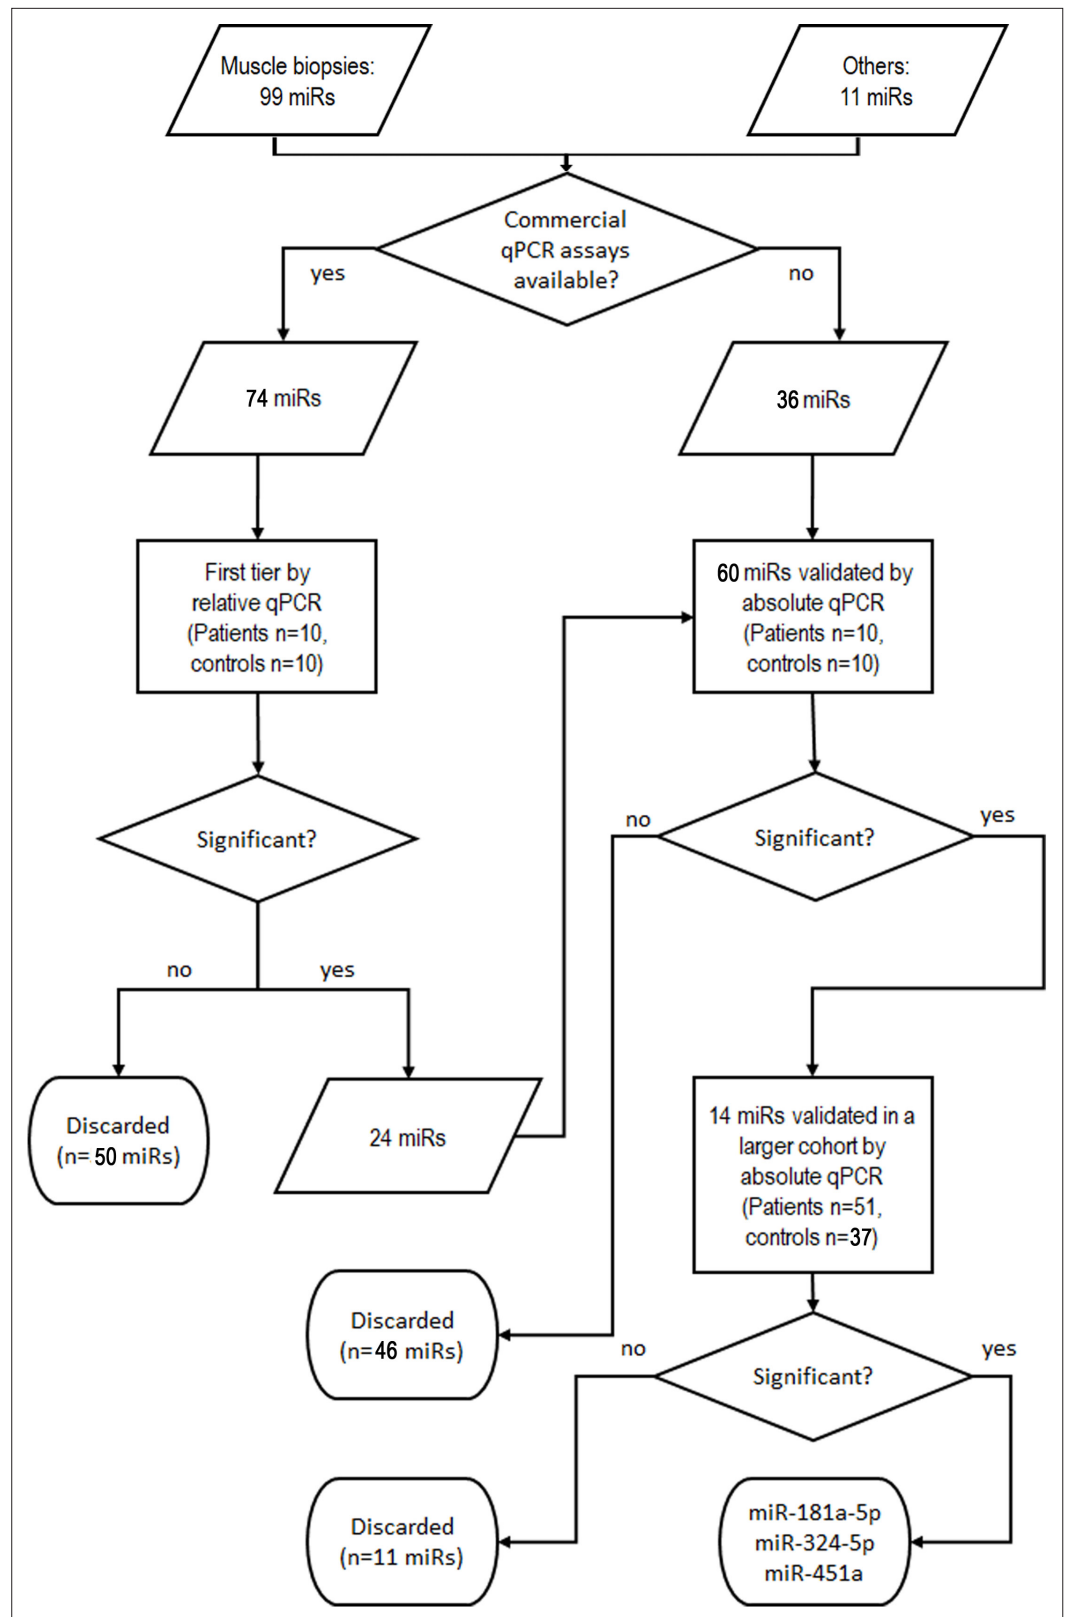 Muscle biopsies:
99 miRs
Others:
11 miRs
Commercial
qPCR assays
available?
yes
no
74 miRs
36 miRs
First tier by
relative qPCR
(Patients n=10,
controls n=10)
60 miRs validated by
absolute qPCR
(Patients n=10,
controls n=10)
Significant?
no
Significant?
yes
no
yes
Discarded
(n= 50 miRs)
24 miRs
14 miRs validated in a
larger cohort by
absolute qPCR
(Patients n=51,
controls n=37)
Discarded
(n=46 miRs)
no
Significant?
yes
Discarded
(n=11 miRs)
miR-181a-5p
miR-324-5p
miR-451a